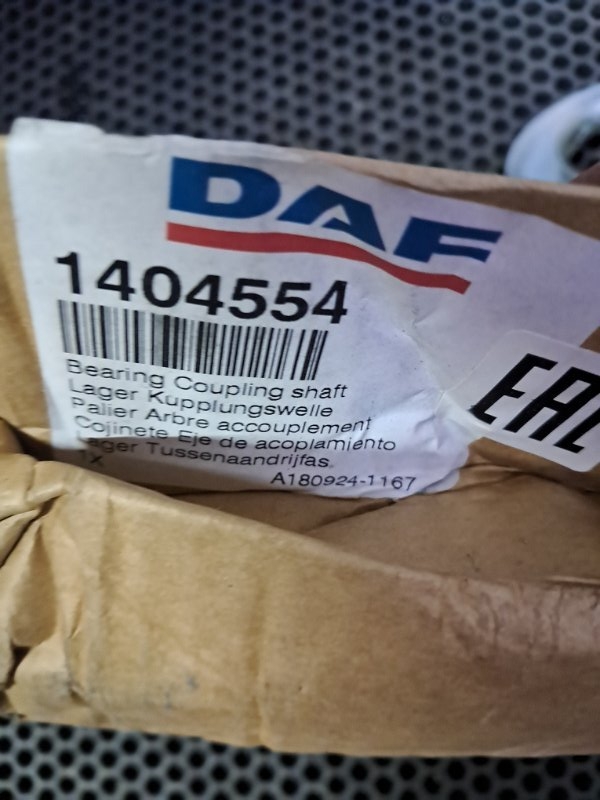 DAF
1404554
Bearing Coupling shaft
Lager Kupplungswelle
Palier Arbre accouplement
Cojinete Eje de acoplamiento
Lager Tussenaandrijfas.
1X
A180924-1167
EAC